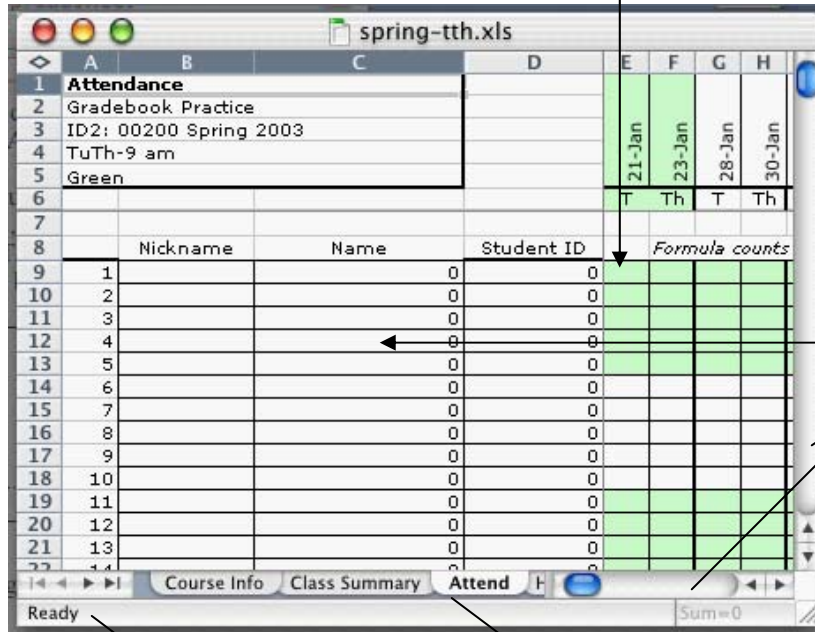 spring-tth.xls
A B C D E F G H
1 Attendance
2 Gradebook Practice
3 ID2: 00200 Spring 2003 21-Jan 23-Jan 28-Jan 30-Jan
4 TuTh-9 am
5 Green
6 T Th T Th
7
8 Nickname Name Student ID Formula counts
9 1 0 0
10 2 0 0
11 3 0 0
12 4 0 0
13 5 0 0
14 6 0 0
15 7 0 0
16 8 0 0
17 9 0 0
18 10 0 0
19 11 0 0
20 12 0 0
21 13 0 0
22 14 0 0
Course Info Class Summary Attend H
Ready Sum=0